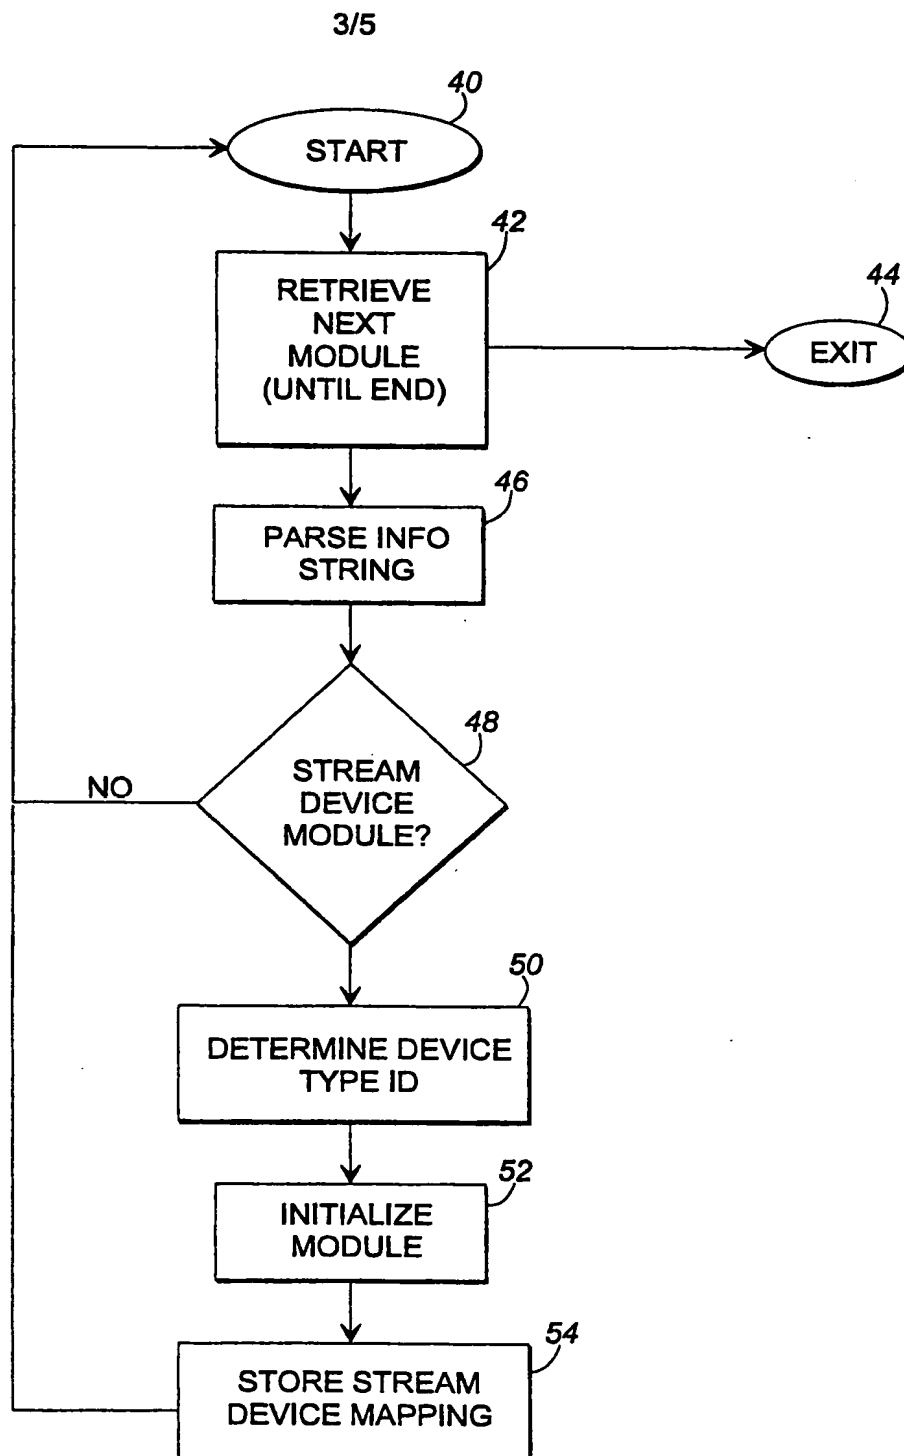 3/5
40
START
42
RETRIEVE
NEXT
MODULE
(UNTIL END)
44
EXIT
46
PARSE INFO
STRING
48
STREAM
DEVICE
MODULE?
NO
50
DETERMINE DEVICE
TYPE ID
52
INITIALIZE
MODULE
54
STORE STREAM
DEVICE MAPPING